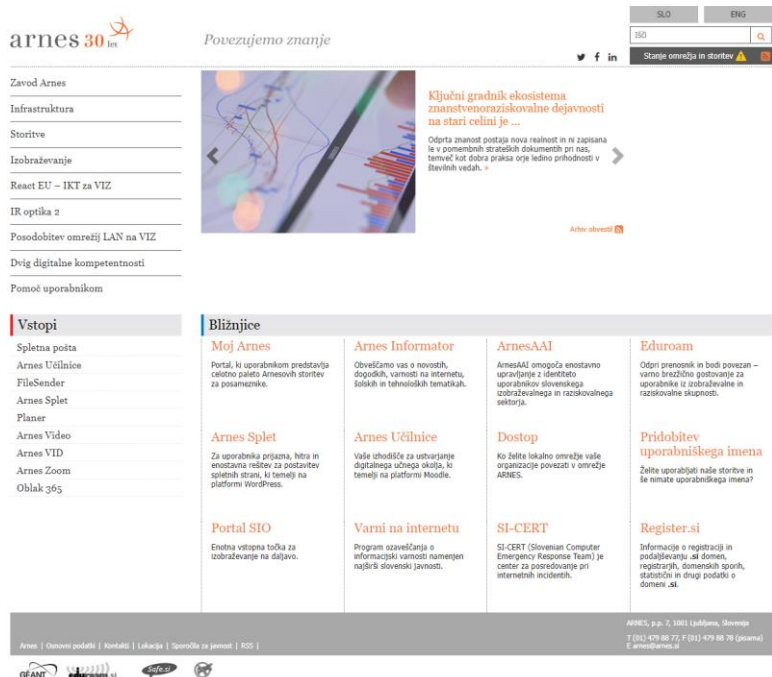 SLO
ENG
arnes 30 let
Povezujemo znanje
Išči
Stanje omrežja in storitev
Zavod Arnes
Infrastruktura
Storitve
Izobraževanje
React EU – IKT za VIZ
IR optika 2
Posodobitev omrežij LAN na VIZ
Dvig digitalne kompetentnosti
Pomoč uporabnikom
Ključni gradnik ekosistema
znanstvenoraziskovalne dejavnosti
na stari celini je ...
Odprta znanost postaja nova realnost in ni zapisana
le v pomembnih strateških dokumentih pri nas,
temveč kot dobra praksa orje ledino prihodnosti v
številnih vedah. »
Arhiv obvestil
Vstopi
Spletna pošta
Arnes Učilnice
FileSender
Arnes Splet
Planer
Arnes Video
Arnes VID
Arnes Zoom
Oblak 365
Bližnjice
Moj Arnes
Portal, ki uporabnikom predstavlja
celotno paleto Arnesovih storitev
za posameznike.
Arnes Informator
Obveščamo vas o novostih,
dogodkih, varnosti na internetu,
šolskih in tehnoloških tematikah.
ArnesAAI
ArnesAAI omogoča enostavno
upravljanje z identiteto
uporabnikov slovenskega
izobraževalnega in raziskovalnega
sektorja.
Eduroam
Odpri prenosnik in bodi povezan –
varno brezžično gostovanje za
uporabnike iz izobraževalne in
raziskovalne skupnosti.
Arnes Splet
Za uporabnika prijazna, hitra in
enostavna rešitev za postavitev
spletnih strani, ki temelji na
platformi WordPress.
Arnes Učilnice
Vaše izhodišče za ustvarjanje
digitalnega učnega okolja, ki
temelji na platformi Moodle.
Dostop
Ko želite lokalno omrežje vaše
organizacije povezati v omrežje
ARNES.
Pridobitev
uporabniškega imena
Želite uporabljati naše storitve in
še nimate uporabniškega imena?
Portal SIO
Enotna vstopna točka za
izobraževanje na daljavo.
Varni na internetu
Program ozaveščanja o
informacijski varnosti namenjen
najširši slovenski javnosti.
SI-CERT
SI-CERT (Slovenian Computer
Emergency Response Team) je
center za posredovanje pri
internetnih incidentih.
Register.si
Informacije o registraciji in
podaljševanju .si domen,
registrarjih, domenskih sporih,
statistični in drugi podatki o
domeni .si.
ARNES, p.p. 7, 1001 Ljubljana, Slovenija
T (01) 479 88 77, F (01) 479 88 78 (pisarna)
E arnes@arnes.si
Arnes | Osnovni podatki | Kontakti | Lokacija | Sporočila za javnost | RSS |
GÉANT
eduroam.si
Safe.si